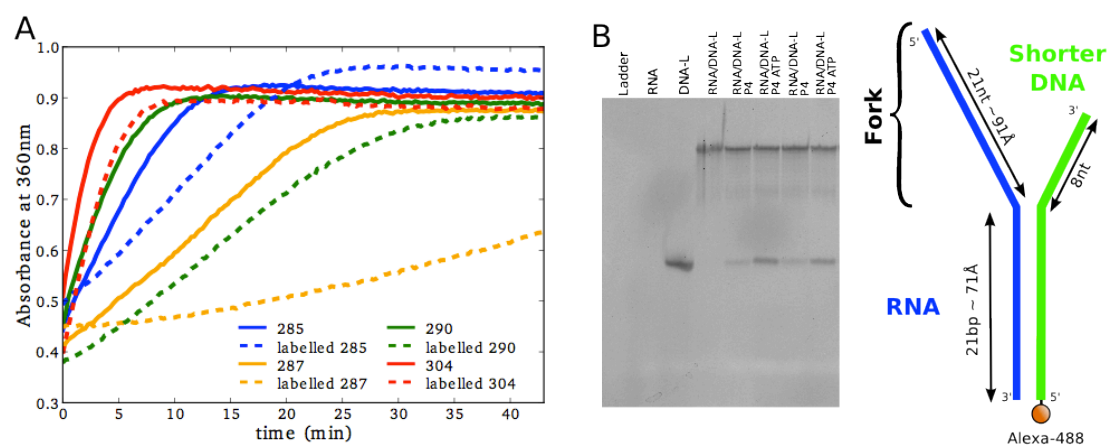 A
Absorbance at 360nm
1.0
0.9
0.8
0.7
0.6
0.5
0.4
0.3
0 5 10 15 20 25 30 35 40
time (min)
285
labelled 285
287
labelled 287
290
labelled 290
304
labelled 304
B
Ladder
RNA
DNA-L
RNA/DNA-L
RNA/DNA-L
P4
RNA/DNA-L
P4 ATP
RNA/DNA-L
P4
RNA/DNA-L
P4 ATP
Fork
5'
21nt ~91Å
Shorter
DNA
3'
8nt
RNA
21bp ~ 71Å
3'
5'
Alexa-488